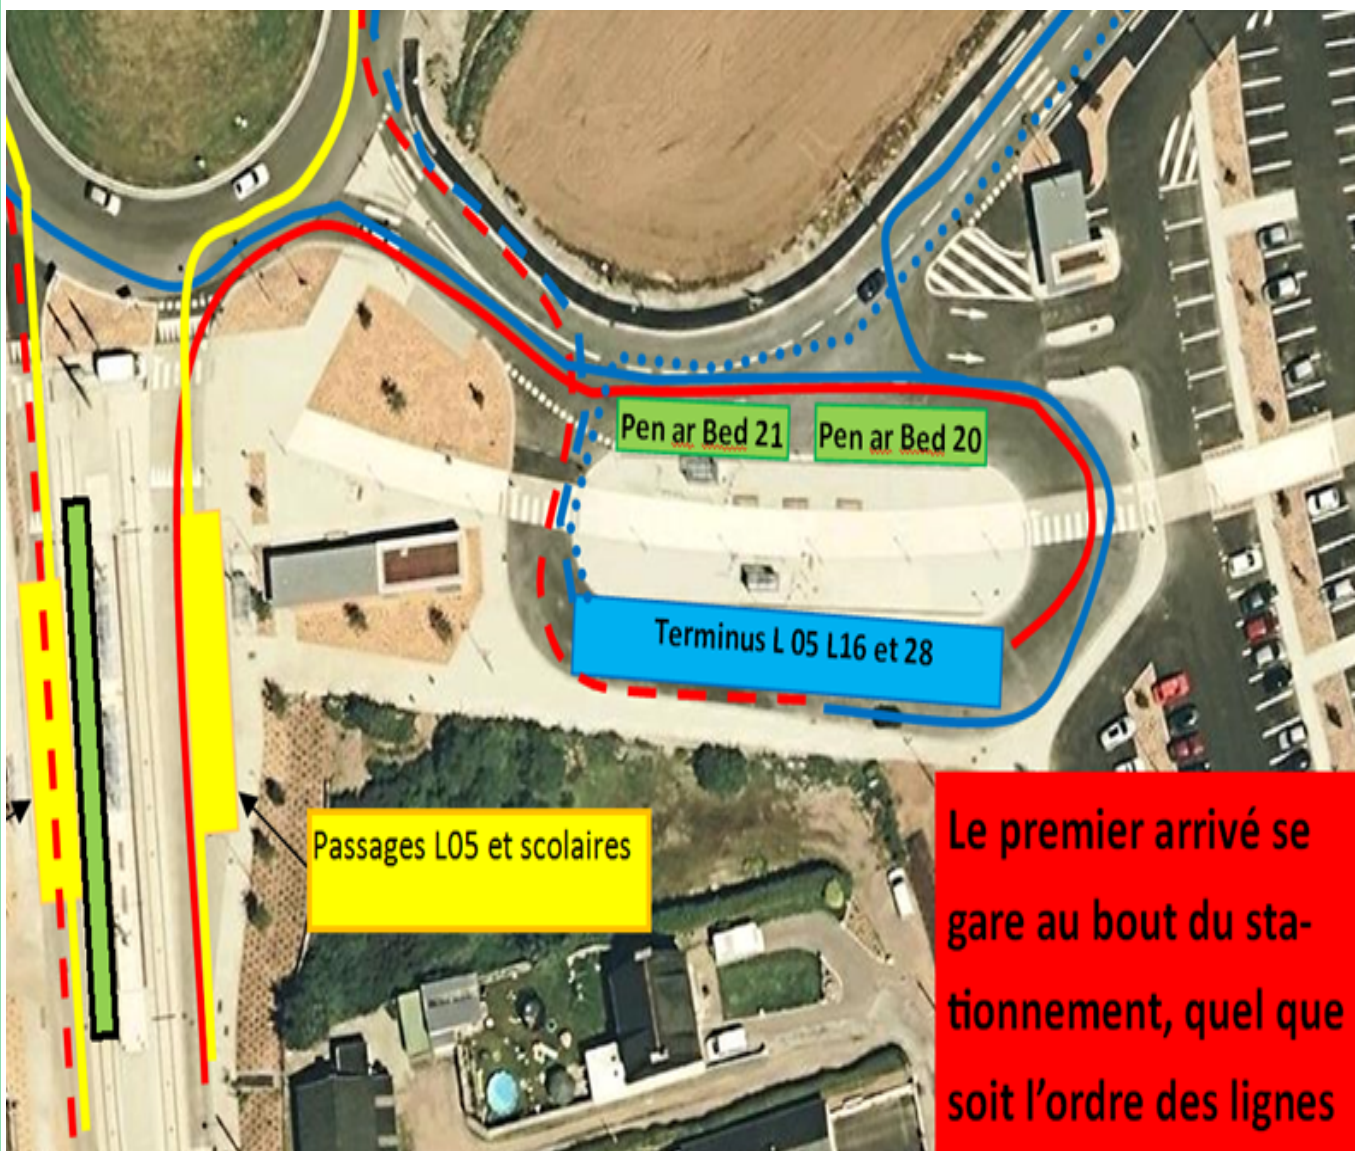 Pen ar Bed 21
Pen ar Bed 20
Terminus L 05 L16 et 28
Passages L05 et scolaires
Le premier arrivé se
gare au bout du sta-
tionnement, quel que
soit l’ordre des lignes